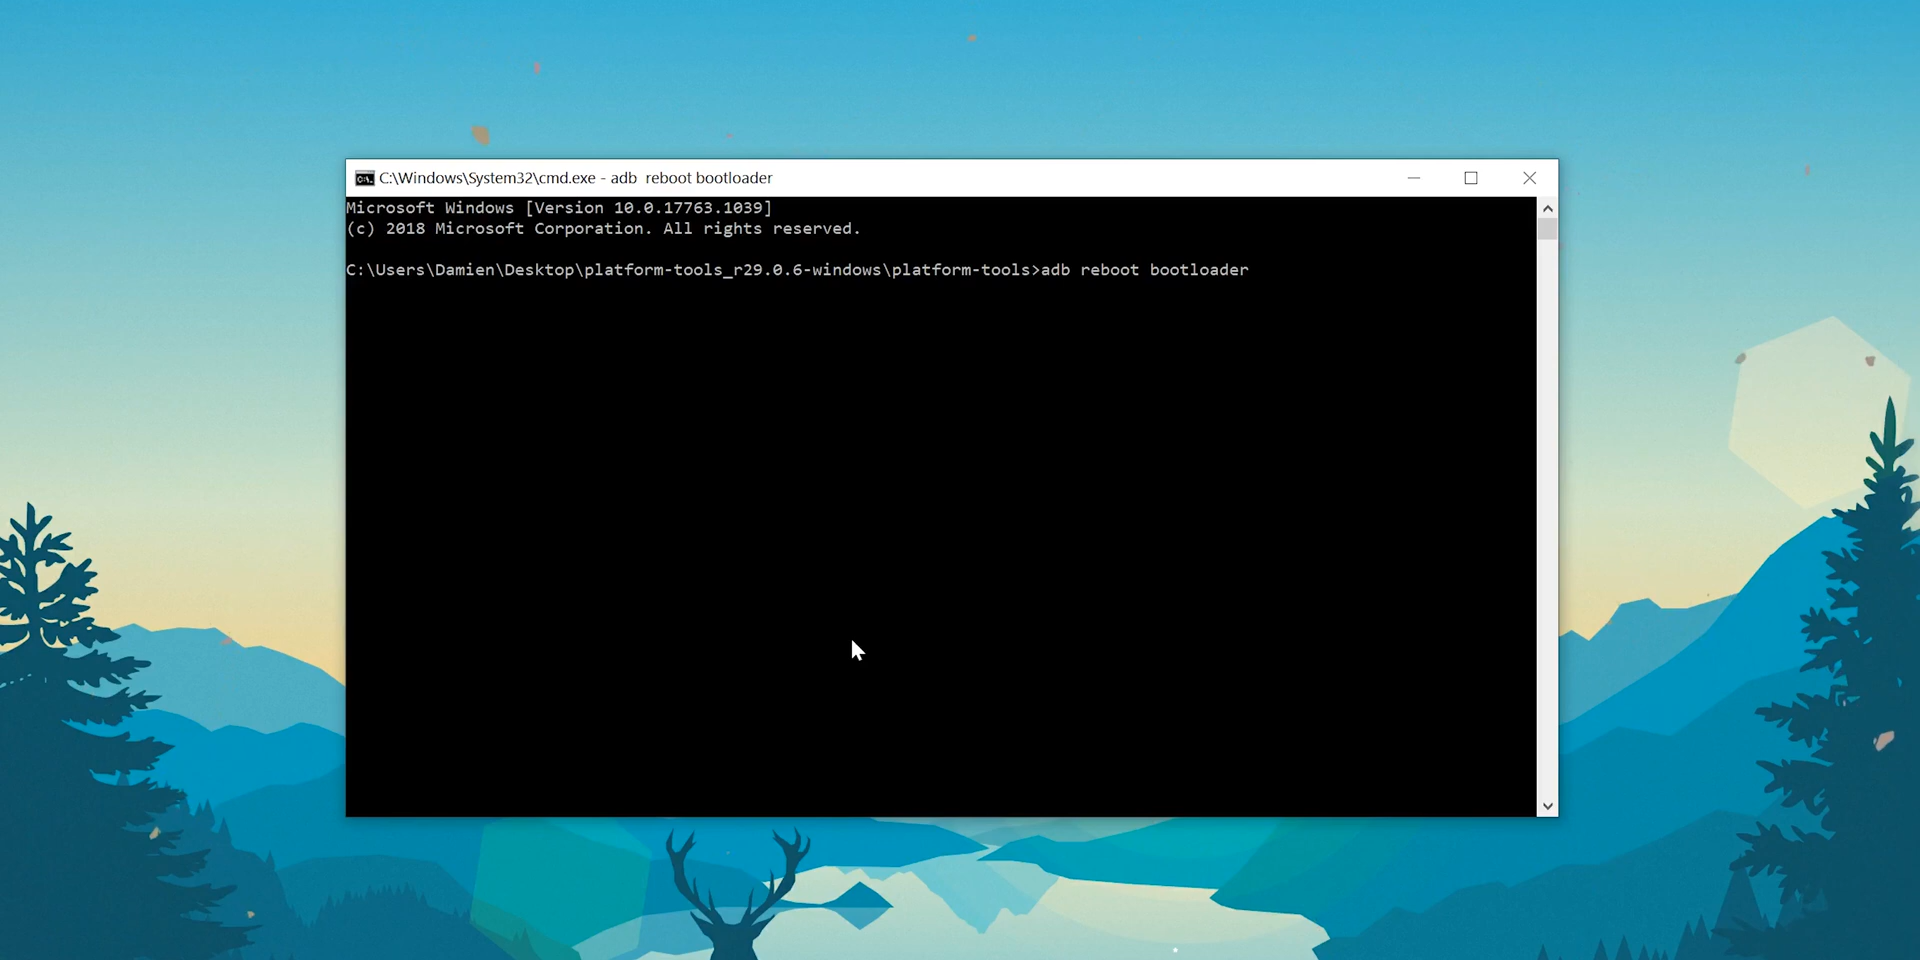 C:\Windows\System32\cmd.exe - adb  reboot bootloader
Microsoft Windows [Version 10.0.17763.1039]
(c) 2018 Microsoft Corporation. All rights reserved.
C:\Users\Damien\Desktop\platform-tools_r29.0.6-windows\platform-tools>adb reboot bootloader